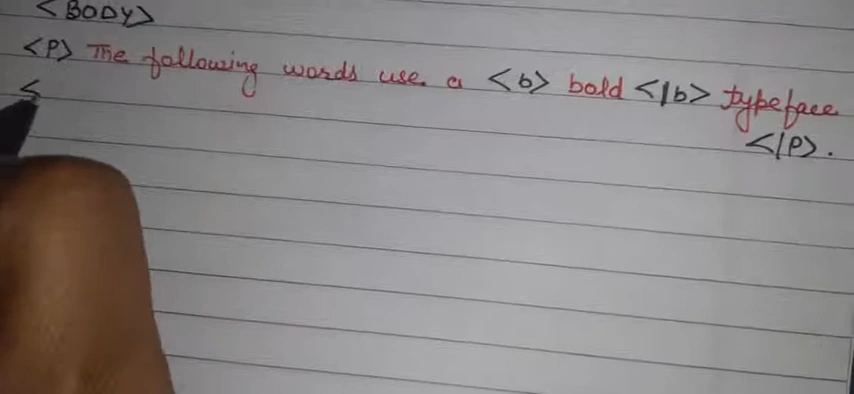 <BODY>
<P> The following words use a <b> bold </b> typeface
</P>.
<